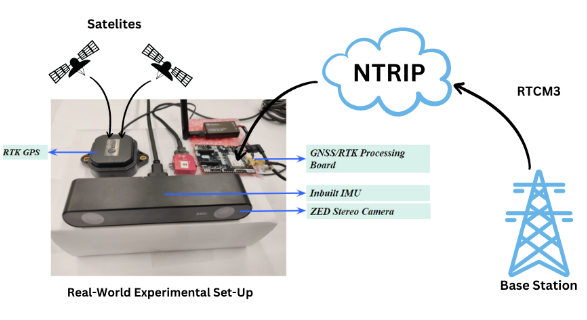 Satelites
NTRIP
RTCM3
RTK GPS
GNSS/RTK Processing
Board
Inbuilt IMU
ZED Stereo Camera
Base Station
Real-World Experimental Set-Up